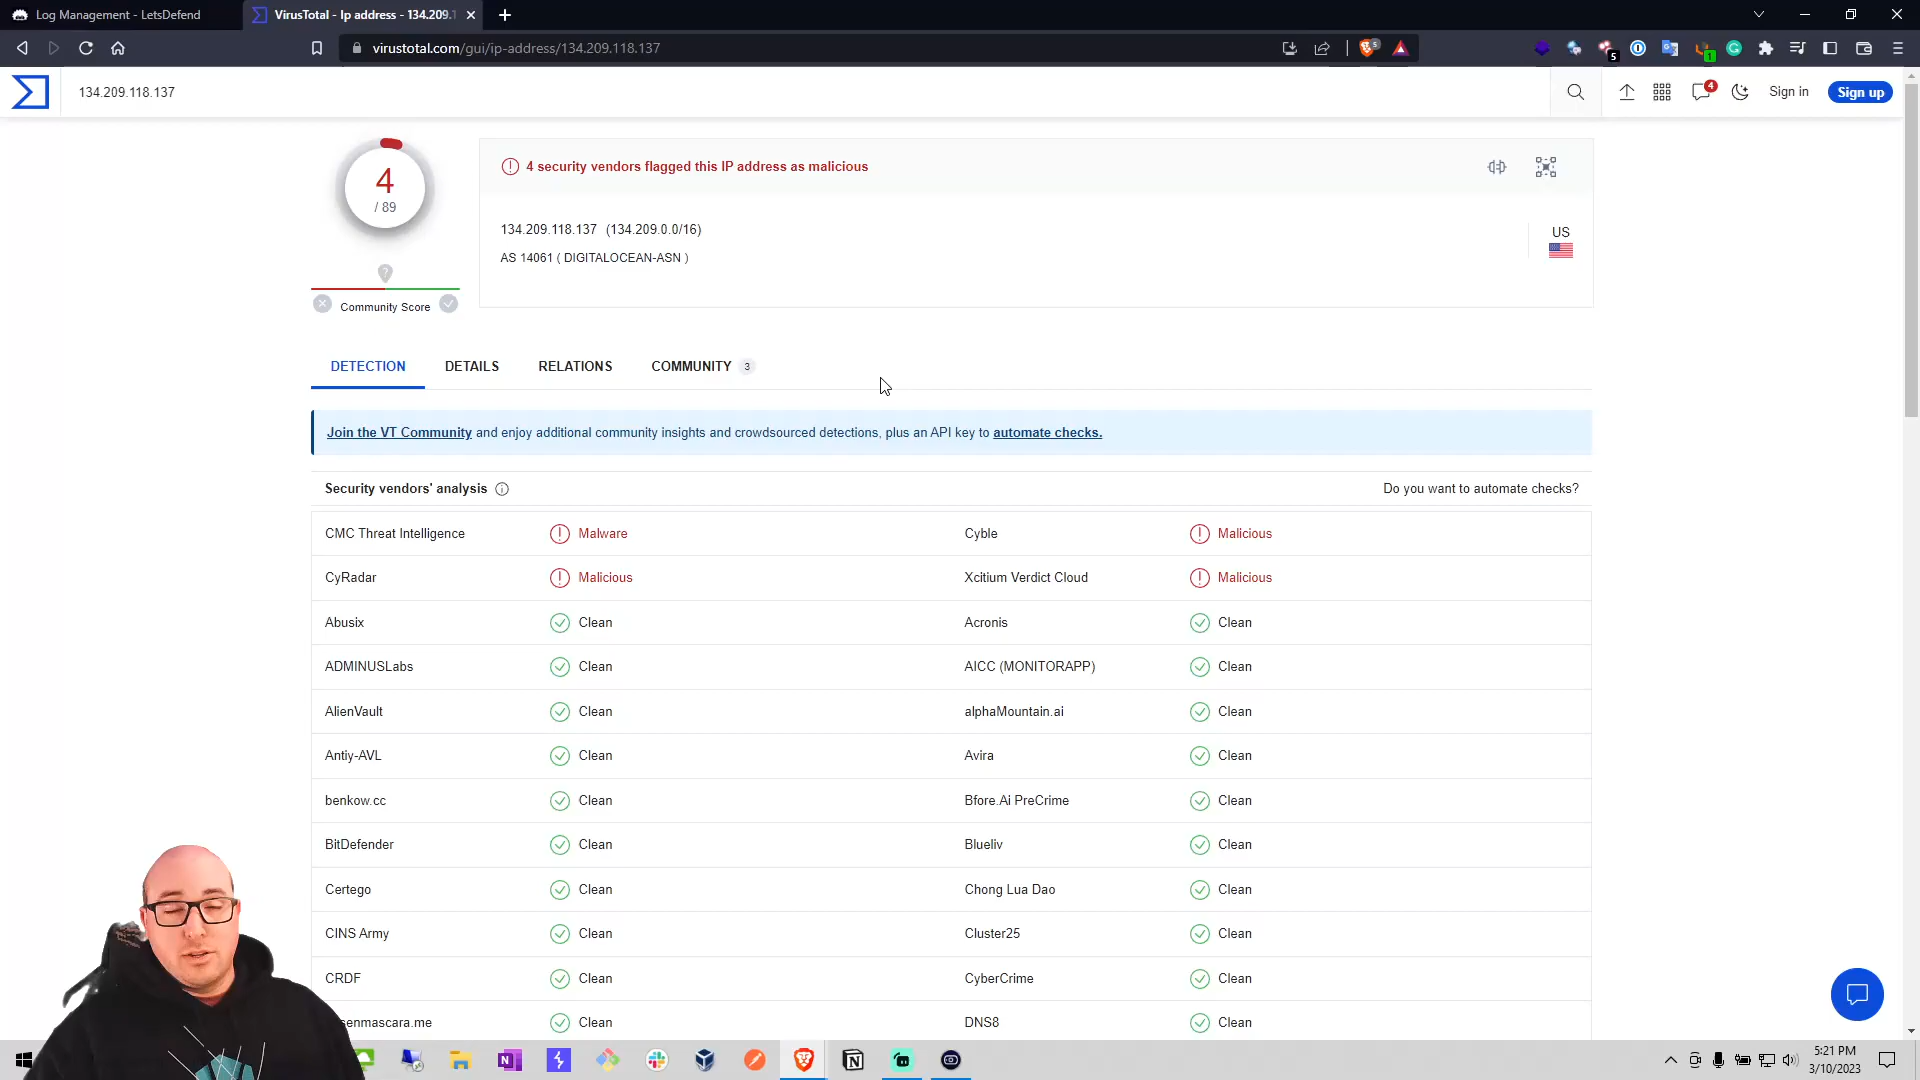 Log Management - LetsDefend
VirusTotal - Ip address - 134.209.1
virustotal.com/gui/ip-address/134.209.118.137
5
5
1
134.209.118.137
4
Sign in
Sign up
4
/ 89
4 security vendors flagged this IP address as malicious
134.209.118.137 (134.209.0.0/16)
AS 14061 ( DIGITALOCEAN-ASN )
US
?
Community Score
DETECTION
DETAILS
RELATIONS
COMMUNITY 3
Join the VT Community and enjoy additional community insights and crowdsourced detections, plus an API key to automate checks.
Security vendors' analysis
Do you want to automate checks?
CMC Threat Intelligence Malware Cyble Malicious
CyRadar Malicious Xcitium Verdict Cloud Malicious
Abusix Clean Acronis Clean
ADMINUSLabs Clean AICC (MONITORAPP) Clean
AlienVault Clean alphaMountain.ai Clean
Antiy-AVL Clean Avira Clean
benkow.cc Clean Bfore.Ai PreCrime Clean
BitDefender Clean Blueliv Clean
Certego Clean Chong Lua Dao Clean
CINS Army Clean Cluster25 Clean
CRDF Clean CyberCrime Clean
senmascara.me Clean DNS8 Clean
5:21 PM
3/10/2023